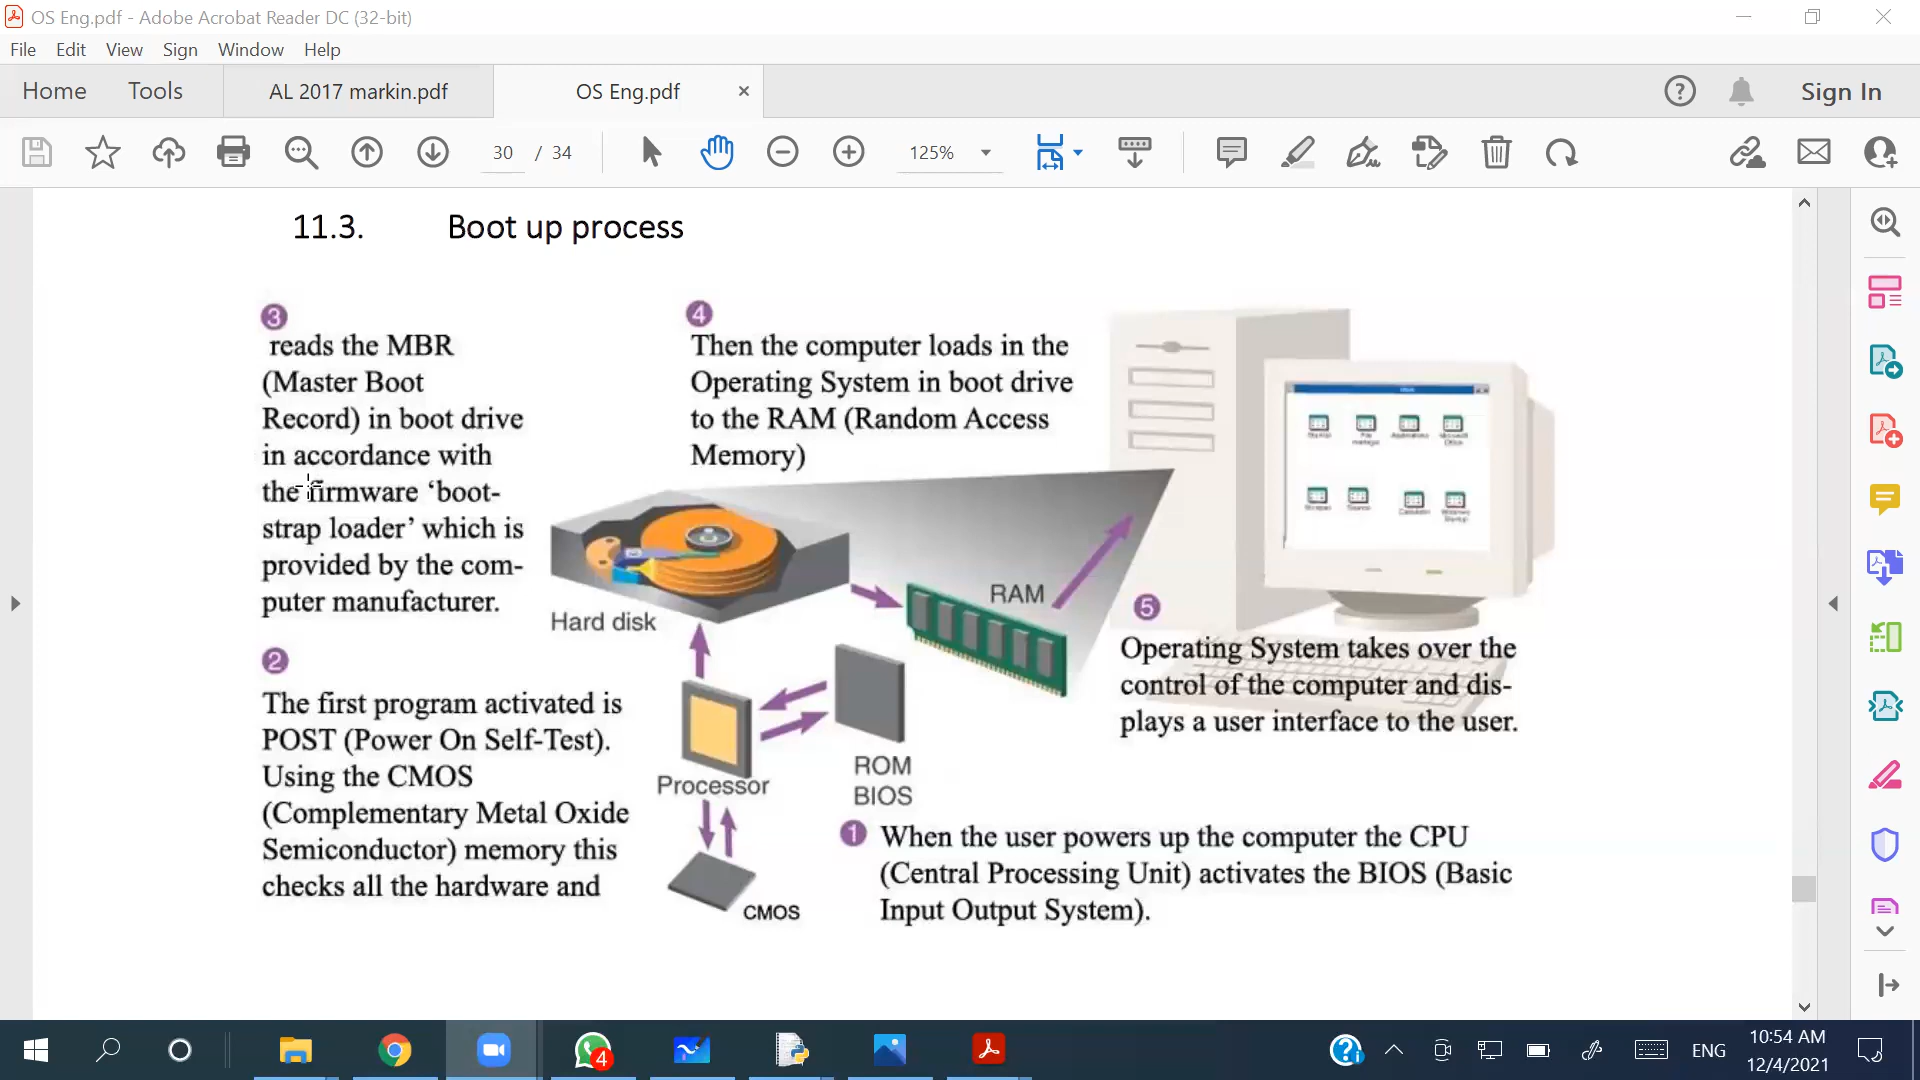 OS Eng.pdf - Adobe Acrobat Reader DC (32-bit)
File Edit View Sign Window Help
Home Tools AL 2017 markin.pdf OS Eng.pdf × Sign In
30 / 34 125%
11.3. Boot up process
3
reads the MBR
(Master Boot
Record) in boot drive
in accordance with
the firmware ‘boot-
strap loader’ which is
provided by the com-
puter manufacturer.
4
Then the computer loads in the
Operating System in boot drive
to the RAM (Random Access
Memory)
Hard disk
RAM
2
The first program activated is
POST (Power On Self-Test).
Using the CMOS
(Complementary Metal Oxide
Semiconductor) memory this
checks all the hardware and
Processor
ROM
BIOS
CMOS
5
Operating System takes over the
control of the computer and dis-
plays a user interface to the user.
1 When the user powers up the computer the CPU
(Central Processing Unit) activates the BIOS (Basic
Input Output System).
4
ENG
10:54 AM
12/4/2021